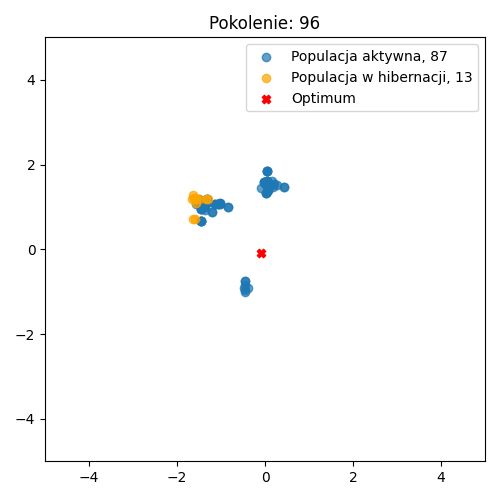 Pokolenie: 96
Populacja aktywna, 87
Populacja w hibernacji, 13
Optimum
4
2
0
−2
−4
−4
−2
0
2
4